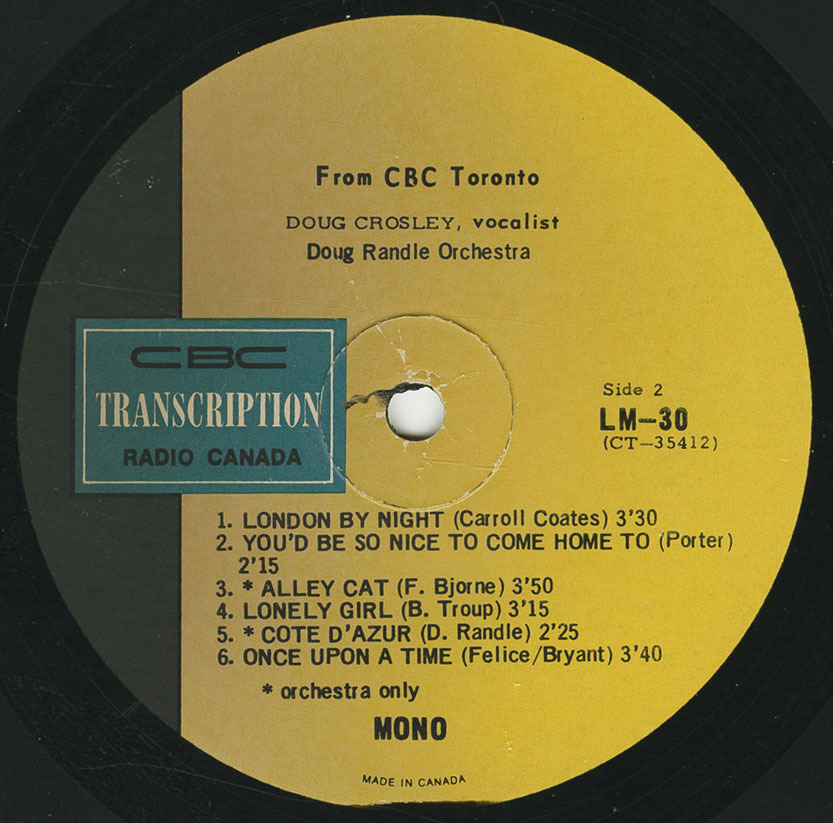 From CBC Toronto
DOUG CROSLEY, vocalist
Doug Randle Orchestra
CBC
TRANSCRIPTION
RADIO CANADA
Side 2
LM-30
(CT-35412)
1. LONDON BY NIGHT (Carroll Coates) 3'30
2. YOU'D BE SO NICE TO COME HOME TO (Porter)
2'15
3. * ALLEY CAT (F. Bjorne) 3'50
4. LONELY GIRL (B. Troup) 3'15
5. * COTE D'AZUR (D. Randle) 2'25
6. ONCE UPON A TIME (Felice/Bryant) 3'40
* orchestra only
MONO
MADE IN CANADA